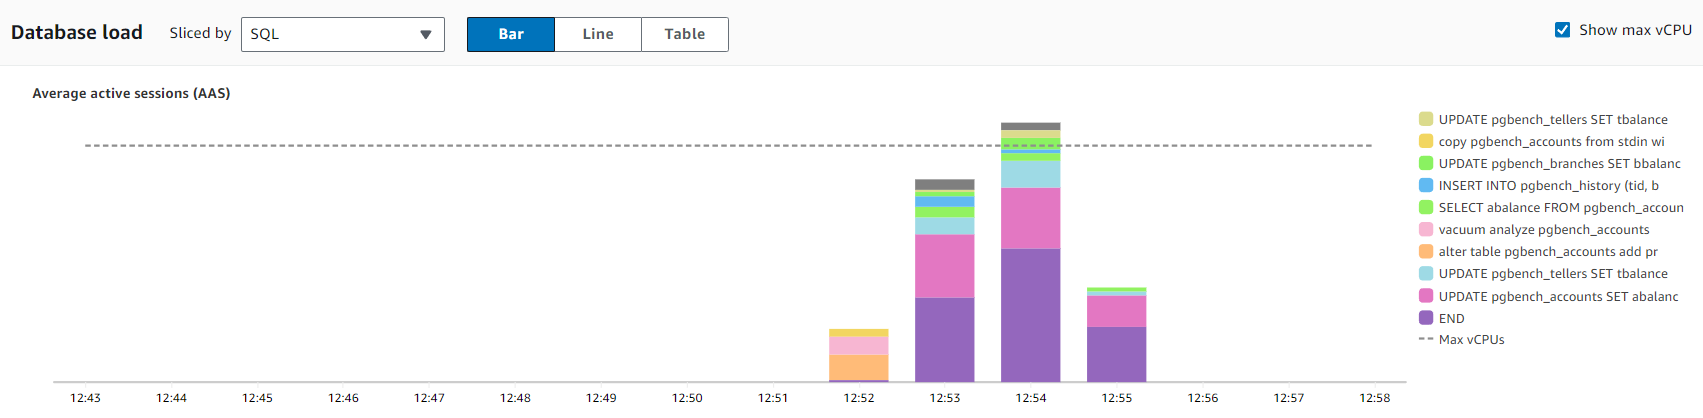 Database load Sliced by SQL Bar Line Table Show max vCPU
Average active sessions (AAS)
UPDATE pgbench_tellers SET tbalance
copy pgbench_accounts from stdin wi
UPDATE pgbench_branches SET bbalanc
INSERT INTO pgbench_history (tid, b
SELECT abalance FROM pgbench_accoun
vacuum analyze pgbench_accounts
alter table pgbench_accounts add pr
UPDATE pgbench_tellers SET tbalance
UPDATE pgbench_accounts SET abalanc
END
Max vCPUs
12:43 12:44 12:45 12:46 12:47 12:48 12:49 12:50 12:51 12:52 12:53 12:54 12:55 12:56 12:57 12:58